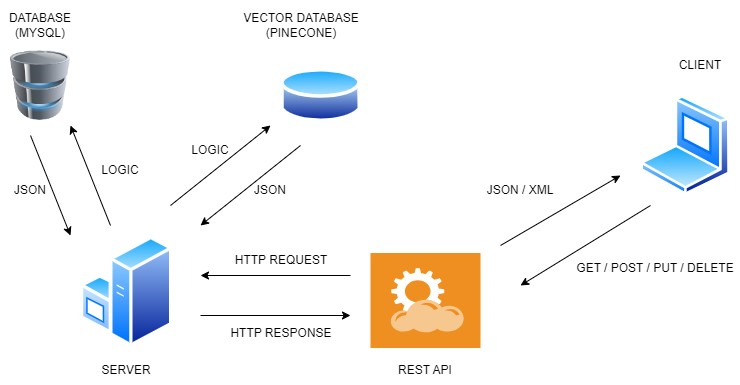 DATABASE
(MYSQL)
VECTOR DATABASE
(PINECONE)
CLIENT
LOGIC
LOGIC
JSON
JSON
JSON / XML
HTTP REQUEST
GET / POST / PUT / DELETE
HTTP RESPONSE
SERVER
REST API